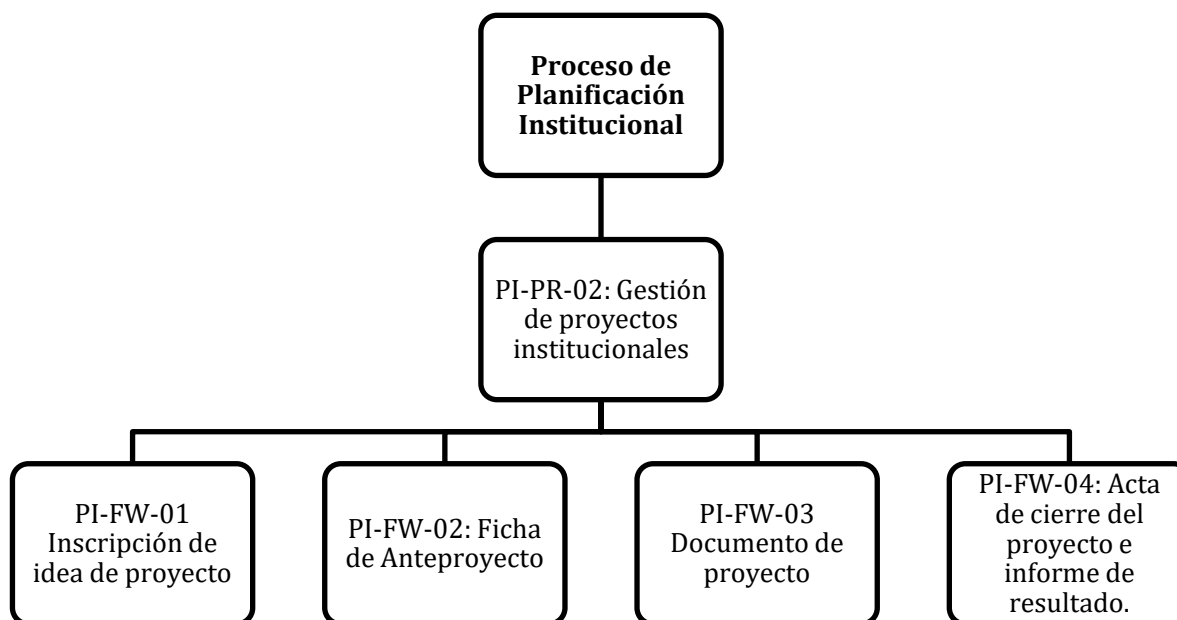 Proceso de
Planificación
Institucional
PI-PR-02: Gestión
de proyectos
institucionales
PI-FW-01
Inscripción de
idea de proyecto
PI-FW-02: Ficha
de Anteproyecto
PI-FW-03
Documento de
proyecto
PI-FW-04: Acta
de cierre del
proyecto e
informe de
resultado.